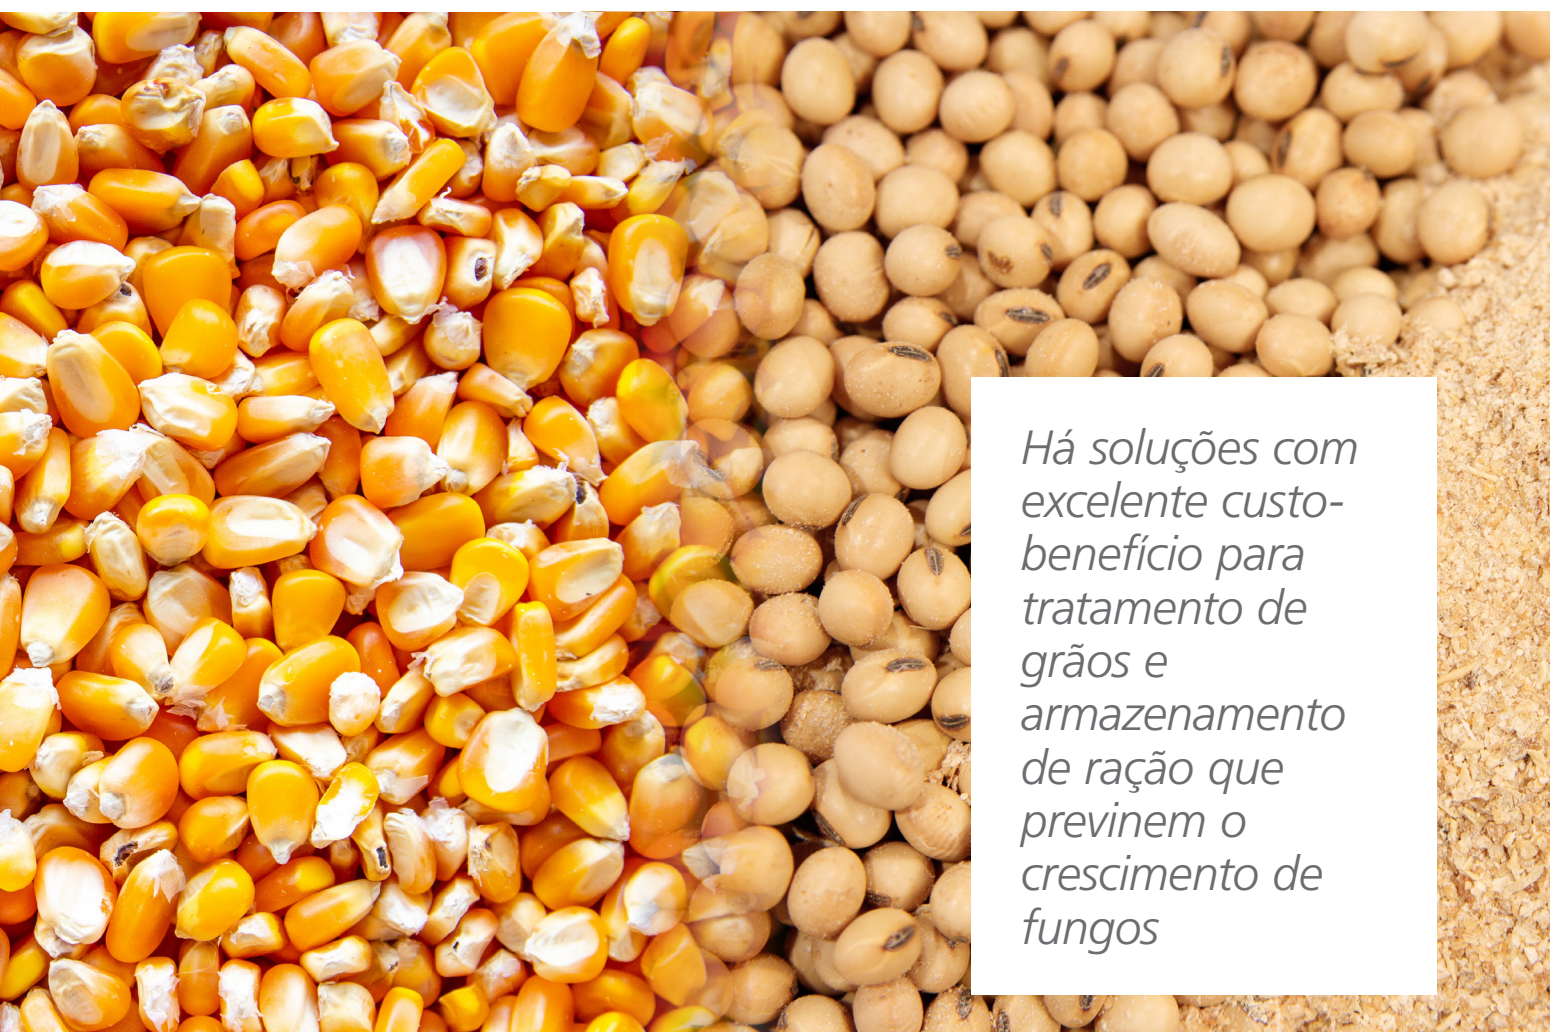 Há soluções com
excelente custo-
benefício para
tratamento de
grãos e
armazenamento
de ração que
previnem o
crescimento de
fungos